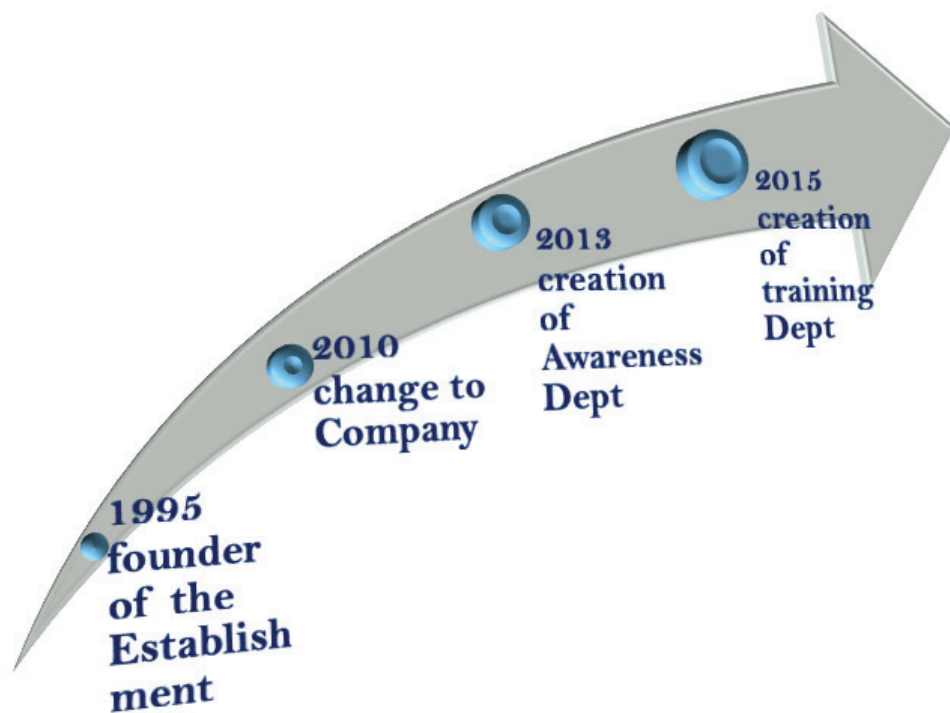 1995
founder
of the
Establish
ment
2010
change to
Company
2013
creation
of
Awareness
Dept
2015
creation
of
training
Dept